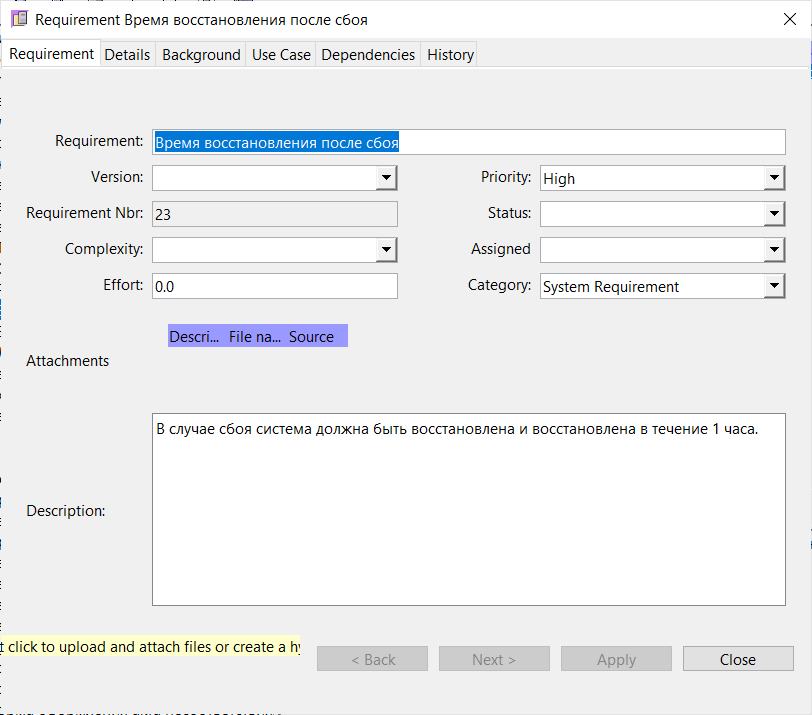 Requirement Время восстановления после сбоя
Requirement Details Background Use Case Dependencies History
Requirement: Время восстановления после сбоя
Version: Priority: High
Requirement Nbr: 23 Status:
Complexity: Assigned
Effort: 0.0 Category: System Requirement
Descri... File na... Source
Attachments
В случае сбоя система должна быть восстановлена и восстановлена в течение 1 часа.
Description:
t click to upload and attach files or create a hy
< Back Next > Apply Close